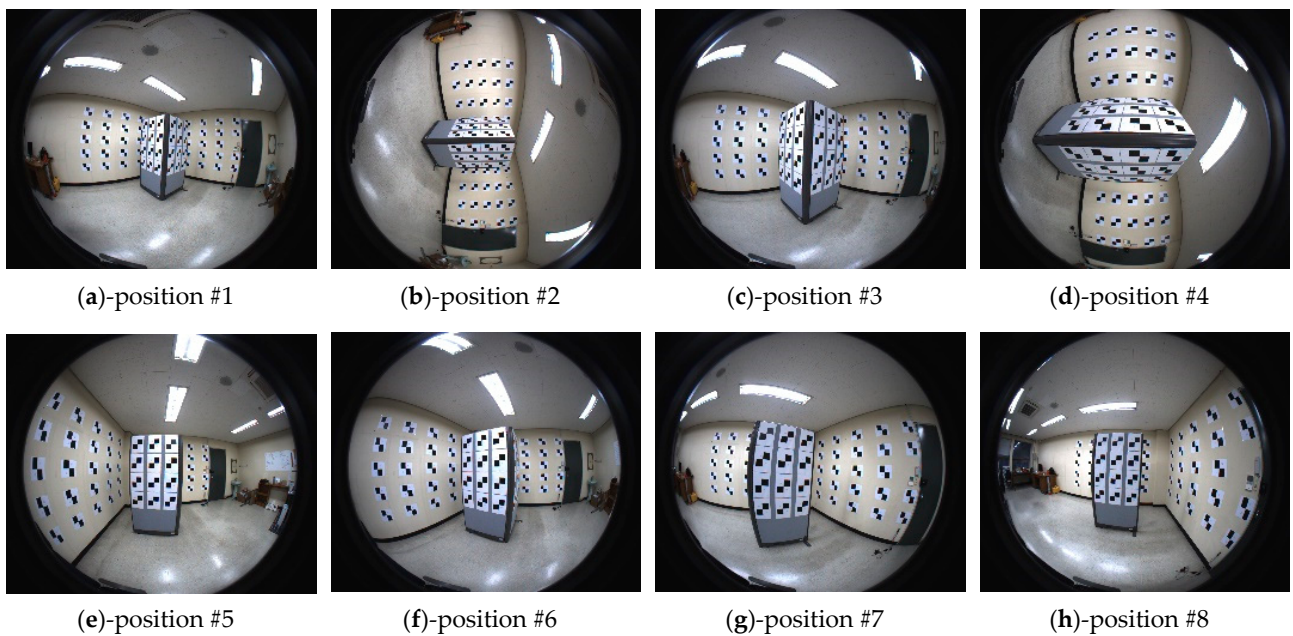 (a)-position #1
(b)-position #2
(c)-position #3
(d)-position #4
(e)-position #5
(f)-position #6
(g)-position #7
(h)-position #8